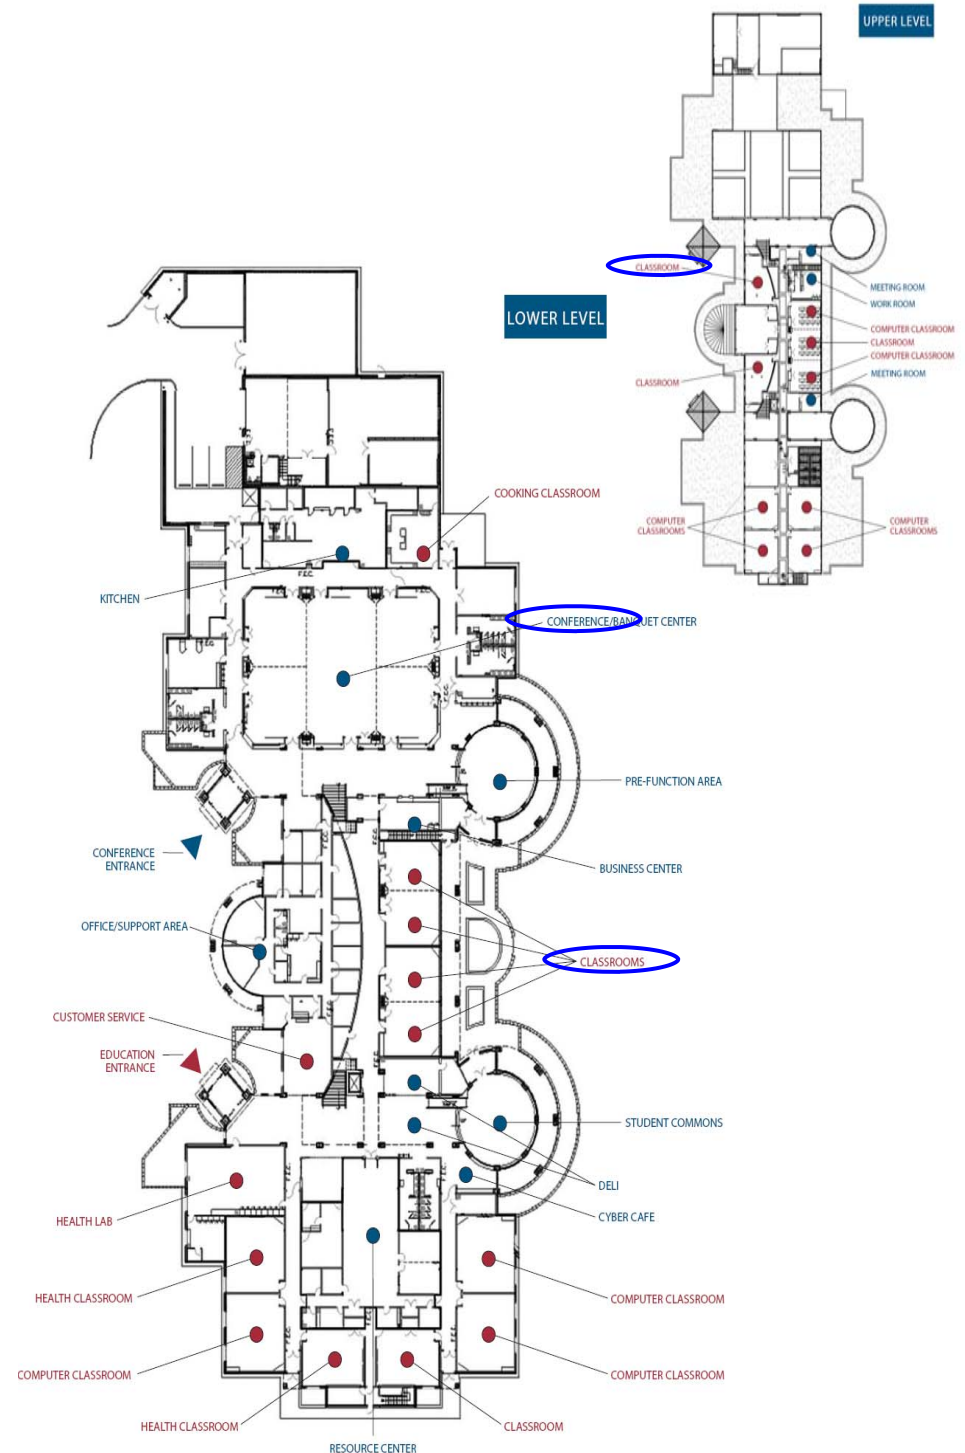 UPPER LEVEL
CLASSROOM
MEETING ROOM
WORK ROOM
COMPUTER CLASSROOM
CLASSROOM
COMPUTER CLASSROOM
MEETING ROOM
CLASSROOM
COMPUTER
CLASSROOMS
COMPUTER
CLASSROOMS
LOWER LEVEL
COOKING CLASSROOM
KITCHEN
F.E.C.
F.E.C.
F.E.C.
CONFERENCE/BANQUET CENTER
F.E.C.
PRE-FUNCTION AREA
F.E.C.
F.E.C.
CONFERENCE
ENTRANCE
BUSINESS CENTER
OFFICE/SUPPORT AREA
CLASSROOMS
CUSTOMER SERVICE
EDUCATION
ENTRANCE
F.E.C.
STUDENT COMMONS
F.E.C.
F.E.C.
DELI
HEALTH LAB
CYBER CAFE
HEALTH CLASSROOM
COMPUTER CLASSROOM
F.E.C.
F.E.C.
F.E.C.
COMPUTER CLASSROOM
COMPUTER CLASSROOM
HEALTH CLASSROOM
CLASSROOM
RESOURCE CENTER